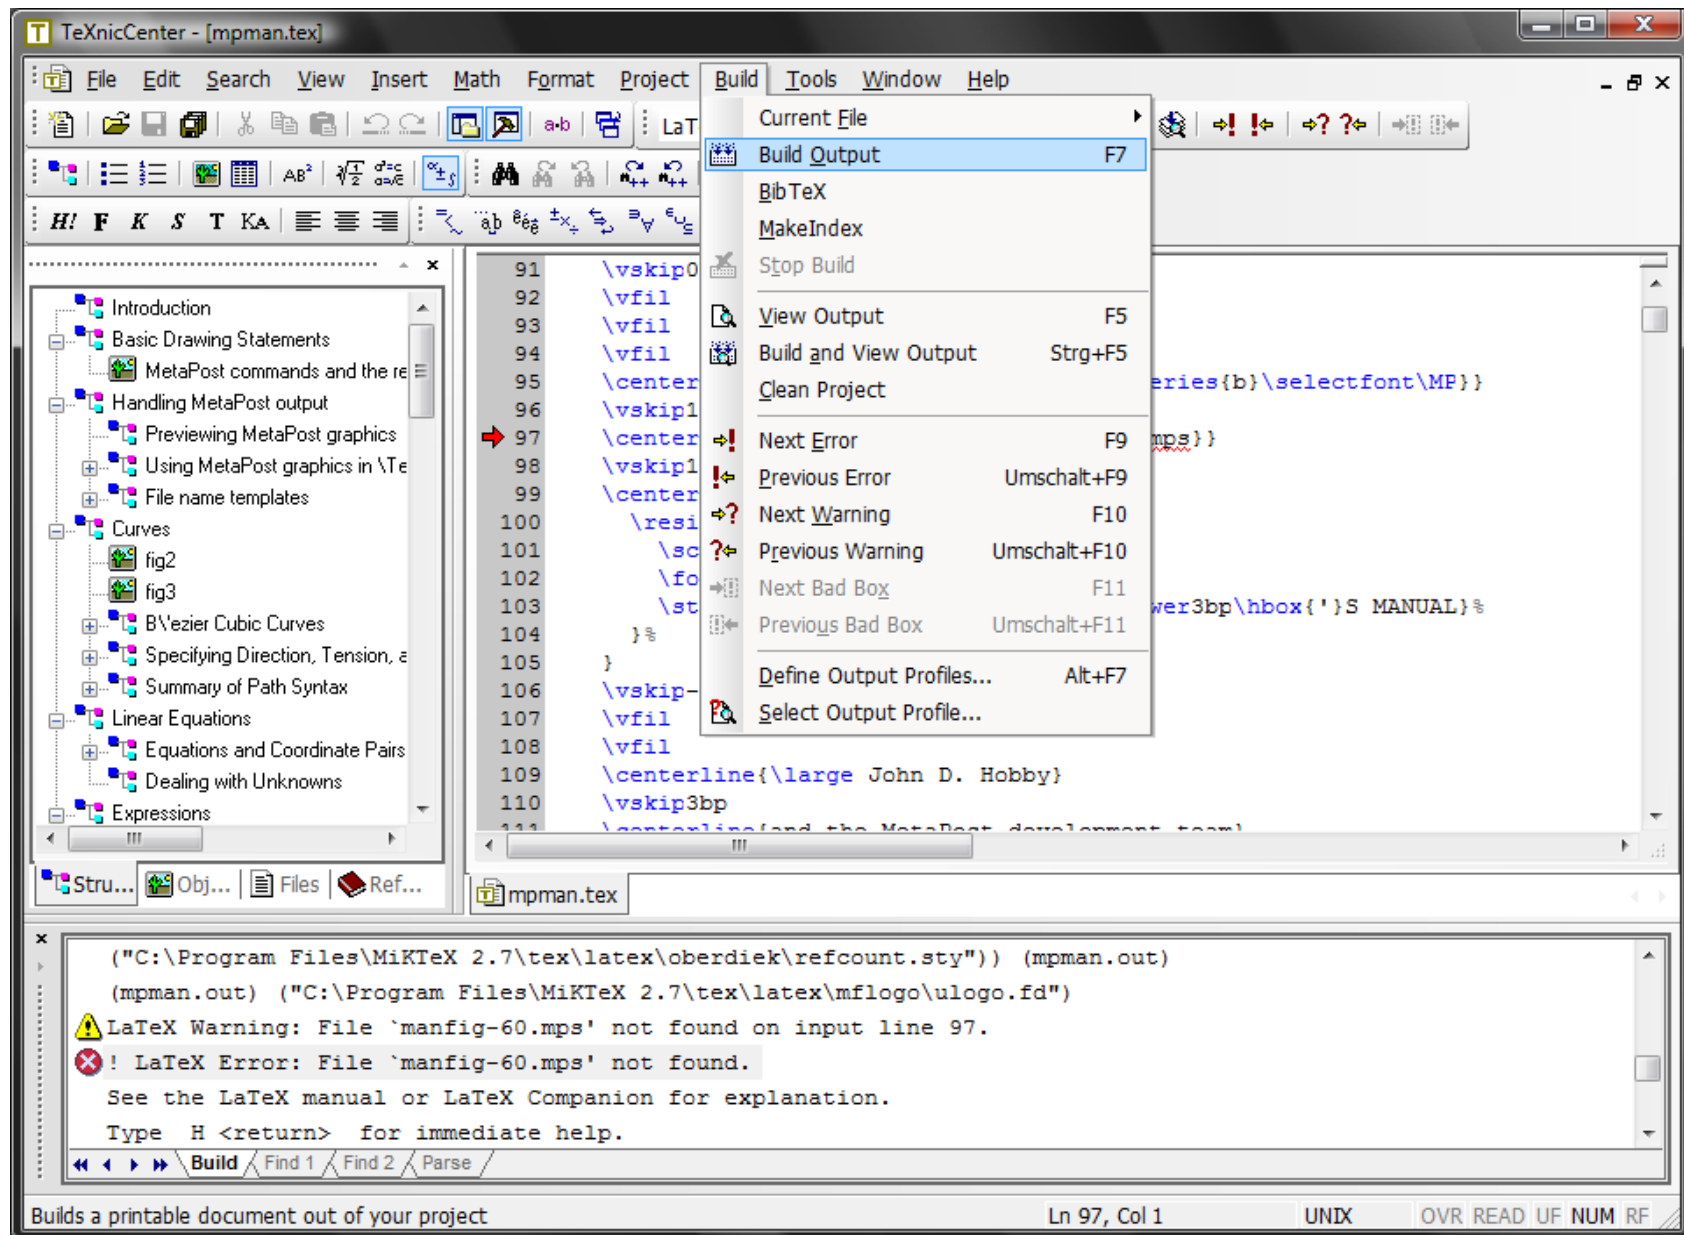 TeXnicCenter - [mpman.tex]
File Edit Search View Insert Math Format Project Build Tools Window Help
LaT
H! F K S T KA
Current File
Build Output F7
BibTeX
MakeIndex
Stop Build
View Output F5
Build and View Output Strg+F5
Clean Project
Next Error F9
Previous Error Umschalt+F9
Next Warning F10
Previous Warning Umschalt+F10
Next Bad Box F11
Previous Bad Box Umschalt+F11
Define Output Profiles... Alt+F7
Select Output Profile...
Introduction
Basic Drawing Statements
MetaPost commands and the re
Handling MetaPost output
Previewing MetaPost graphics
Using MetaPost graphics in \Te
File name templates
Curves
fig2
fig3
B\'ezier Cubic Curves
Specifying Direction, Tension, a
Summary of Path Syntax
Linear Equations
Equations and Coordinate Pairs
Dealing with Unknowns
Expressions
Stru... Obj... Files Ref...
91 \vskip0
92 \vfil
93 \vfil
94 \vfil
95 \center eries{b}\selectfont\MP}}
96 \vskip1
97 \center mps}}
98 \vskip1
99 \center
100 \resi
101 \sc
102 \fo
103 \st wer3bp\hbox{'}S MANUAL}%
104 }%
105 }
106 \vskip-
107 \vfil
108 \vfil
109 \centerline{\large John D. Hobby}
110 \vskip3bp
111 \centerline{and the MetaPost development team}
mpman.tex
("C:\Program Files\MiKTeX 2.7\tex\latex\oberdiek\refcount.sty")) (mpman.out)
(mpman.out) ("C:\Program Files\MiKTeX 2.7\tex\latex\mflogo\ulogo.fd")
LaTeX Warning: File `manfig-60.mps' not found on input line 97.
! LaTeX Error: File `manfig-60.mps' not found.
See the LaTeX manual or LaTeX Companion for explanation.
Type H <return> for immediate help.
Build Find 1 Find 2 Parse
Builds a printable document out of your project Ln 97, Col 1 UNIX OVR READ UF NUM RF